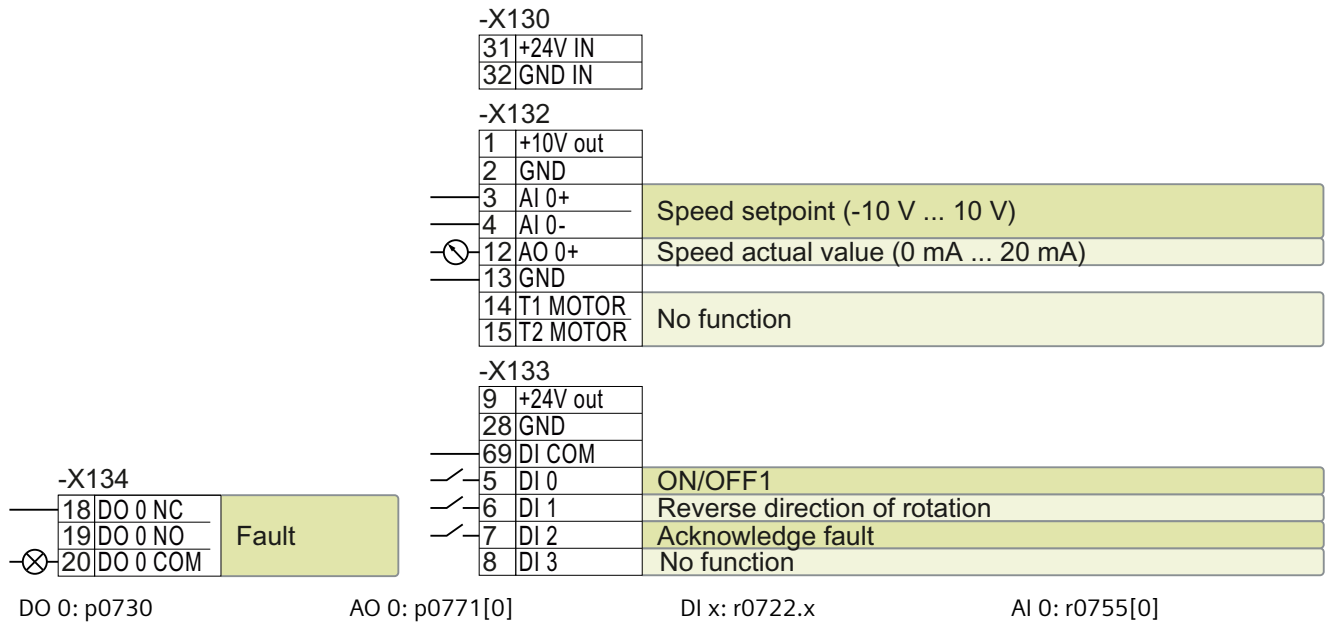 -X130
31 +24V IN
32 GND IN
-X132
1 +10V out
2 GND
3 AI 0+
4 AI 0-
Speed setpoint (-10 V ... 10 V)
12 AO 0+ Speed actual value (0 mA ... 20 mA)
13 GND
14 T1 MOTOR
15 T2 MOTOR
No function
-X133
9 +24V out
28 GND
69 DI COM
5 DI 0 ON/OFF1
6 DI 1 Reverse direction of rotation
7 DI 2 Acknowledge fault
8 DI 3 No function
-X134
18 DO 0 NC
19 DO 0 NO
20 DO 0 COM
Fault
DO 0: p0730 AO 0: p0771[0] DI x: r0722.x AI 0: r0755[0]